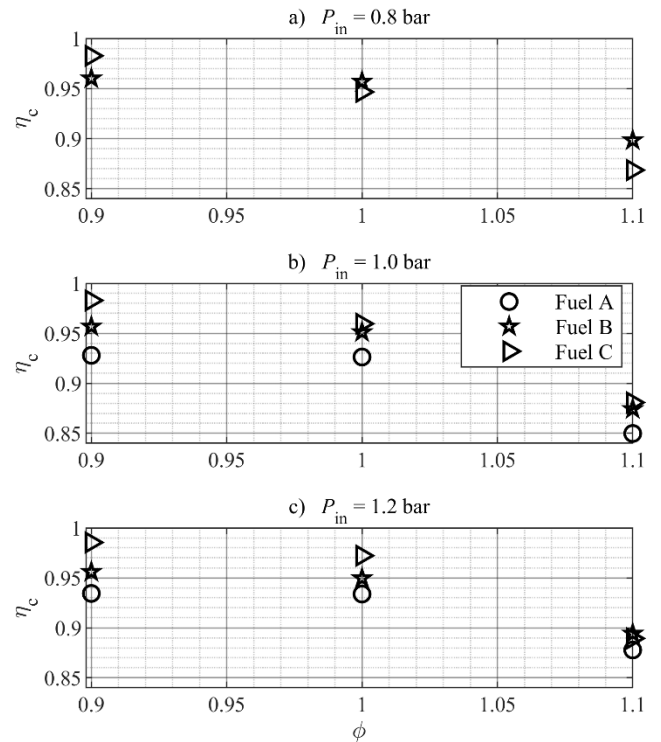 a) P_in = 0.8 bar
1
0.95
0.9
0.85
η_c
0.9 0.95 1 1.05 1.1
b) P_in = 1.0 bar
1
0.95
0.9
0.85
η_c
Fuel A
Fuel B
Fuel C
0.9 0.95 1 1.05 1.1
c) P_in = 1.2 bar
1
0.95
0.9
0.85
η_c
0.9 0.95 1 1.05 1.1
ϕ